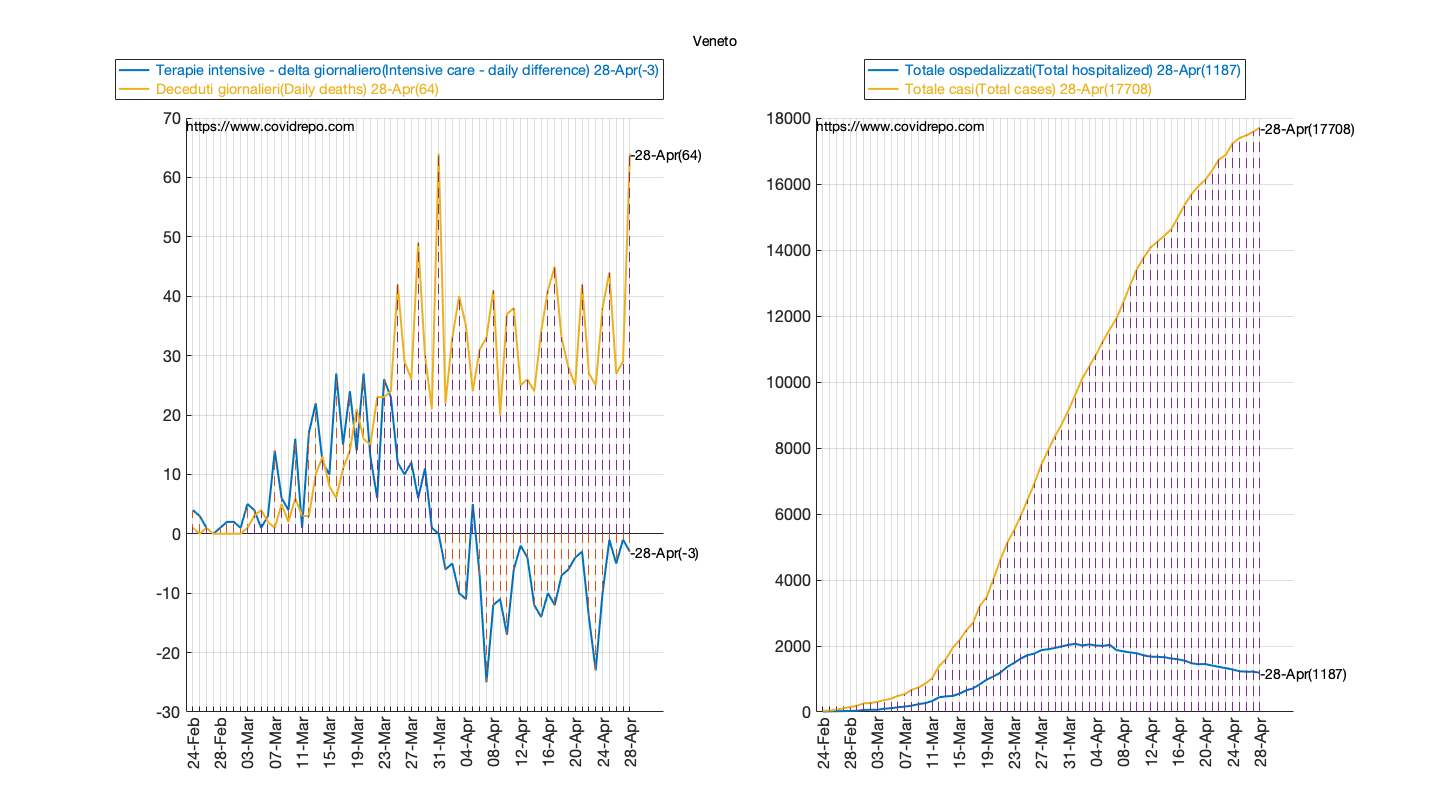 Veneto
Terapie intensive - delta giornaliero(Intensive care - daily difference) 28-Apr(-3)
Deceduti giornalieri(Daily deaths) 28-Apr(64)
https://www.covidrepo.com
70
60
50
40
30
20
10
0
-10
-20
-30
-28-Apr(64)
-28-Apr(-3)
24-Feb
28-Feb
03-Mar
07-Mar
11-Mar
15-Mar
19-Mar
23-Mar
27-Mar
31-Mar
04-Apr
08-Apr
12-Apr
16-Apr
20-Apr
24-Apr
28-Apr
Totale ospedalizzati(Total hospitalized) 28-Apr(1187)
Totale casi(Total cases) 28-Apr(17708)
https://www.covidrepo.com
18000
16000
14000
12000
10000
8000
6000
4000
2000
0
-28-Apr(17708)
-28-Apr(1187)
24-Feb
28-Feb
03-Mar
07-Mar
11-Mar
15-Mar
19-Mar
23-Mar
27-Mar
31-Mar
04-Apr
08-Apr
12-Apr
16-Apr
20-Apr
24-Apr
28-Apr